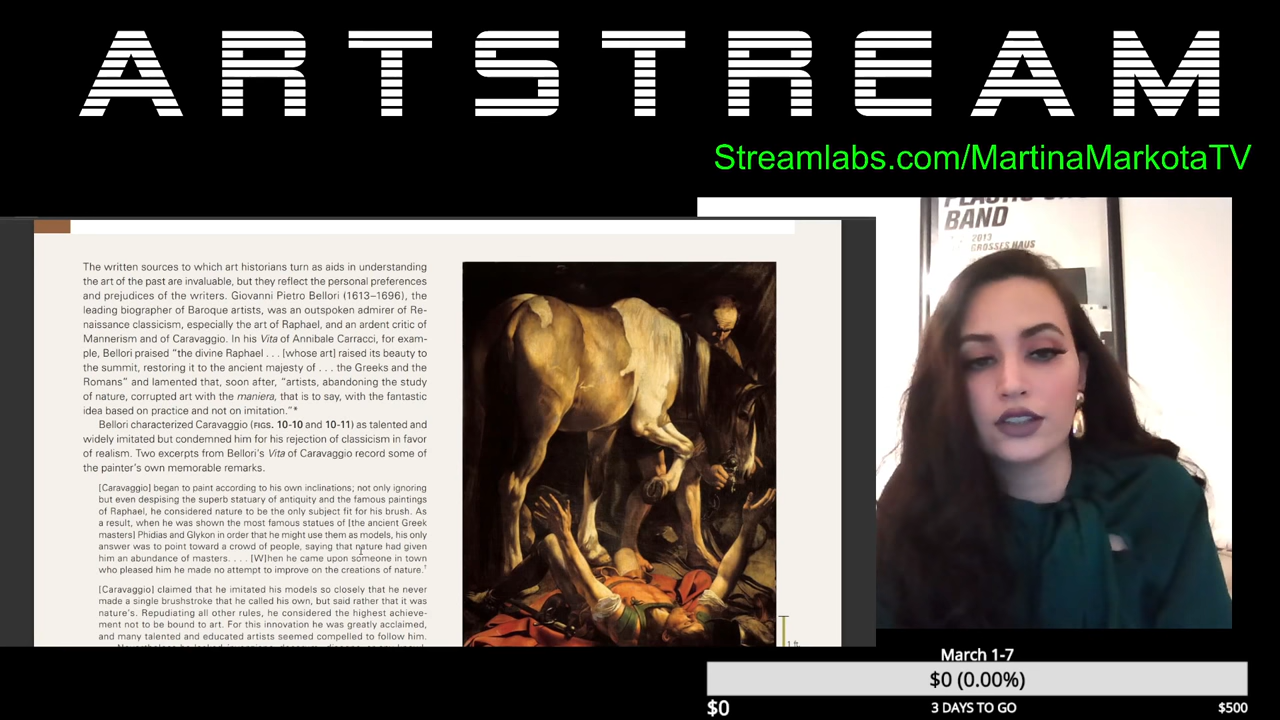 ARTSTREAM
Streamlabs.com/MartinaMarkotaTV
BAND
2013
GROSSES HAUS
The written sources to which art historians turn as aids in understanding
the art of the past are invaluable, but they reflect the personal preferences
and prejudices of the writers. Giovanni Pietro Bellori (1613–1696), the
leading biographer of Baroque artists, was an outspoken admirer of Re-
naissance classicism, especially the art of Raphael, and an ardent critic of
Mannerism and of Caravaggio. In his Vita of Annibale Carracci, for exam-
ple, Bellori praised “the divine Raphael . . . [whose art] raised its beauty to
the summit, restoring it to the ancient majesty of . . . the Greeks and the
Romans” and lamented that, soon after, “artists, abandoning the study
of nature, corrupted art with the maniera, that is to say, with the fantastic
idea based on practice and not on imitation.”*
Bellori characterized Caravaggio (FIGS. 10-10 and 10-11) as talented and
widely imitated but condemned him for his rejection of classicism in favor
of realism. Two excerpts from Bellori's Vita of Caravaggio record some of
the painter's own memorable remarks.
[Caravaggio] began to paint according to his own inclinations; not only ignoring
but even despising the superb statuary of antiquity and the famous paintings
of Raphael, he considered nature to be the only subject fit for his brush. As
a result, when he was shown the most famous statues of [the ancient Greek
masters] Phidias and Glykon in order that he might use them as models, his only
answer was to point toward a crowd of people, saying that nature had given
him an abundance of masters. . . . [W]hen he came upon someone in town
who pleased him he made no attempt to improve on the creations of nature.†
[Caravaggio] claimed that he imitated his models so closely that he never
made a single brushstroke that he called his own, but said rather that it was
nature's. Repudiating all other rules, he considered the highest achieve-
ment not to be bound to art. For this innovation he was greatly acclaimed,
and many talented and educated artists seemed compelled to follow him.
1 ft.
March 1-7
$0 (0.00%)
$0
3 DAYS TO GO
$500